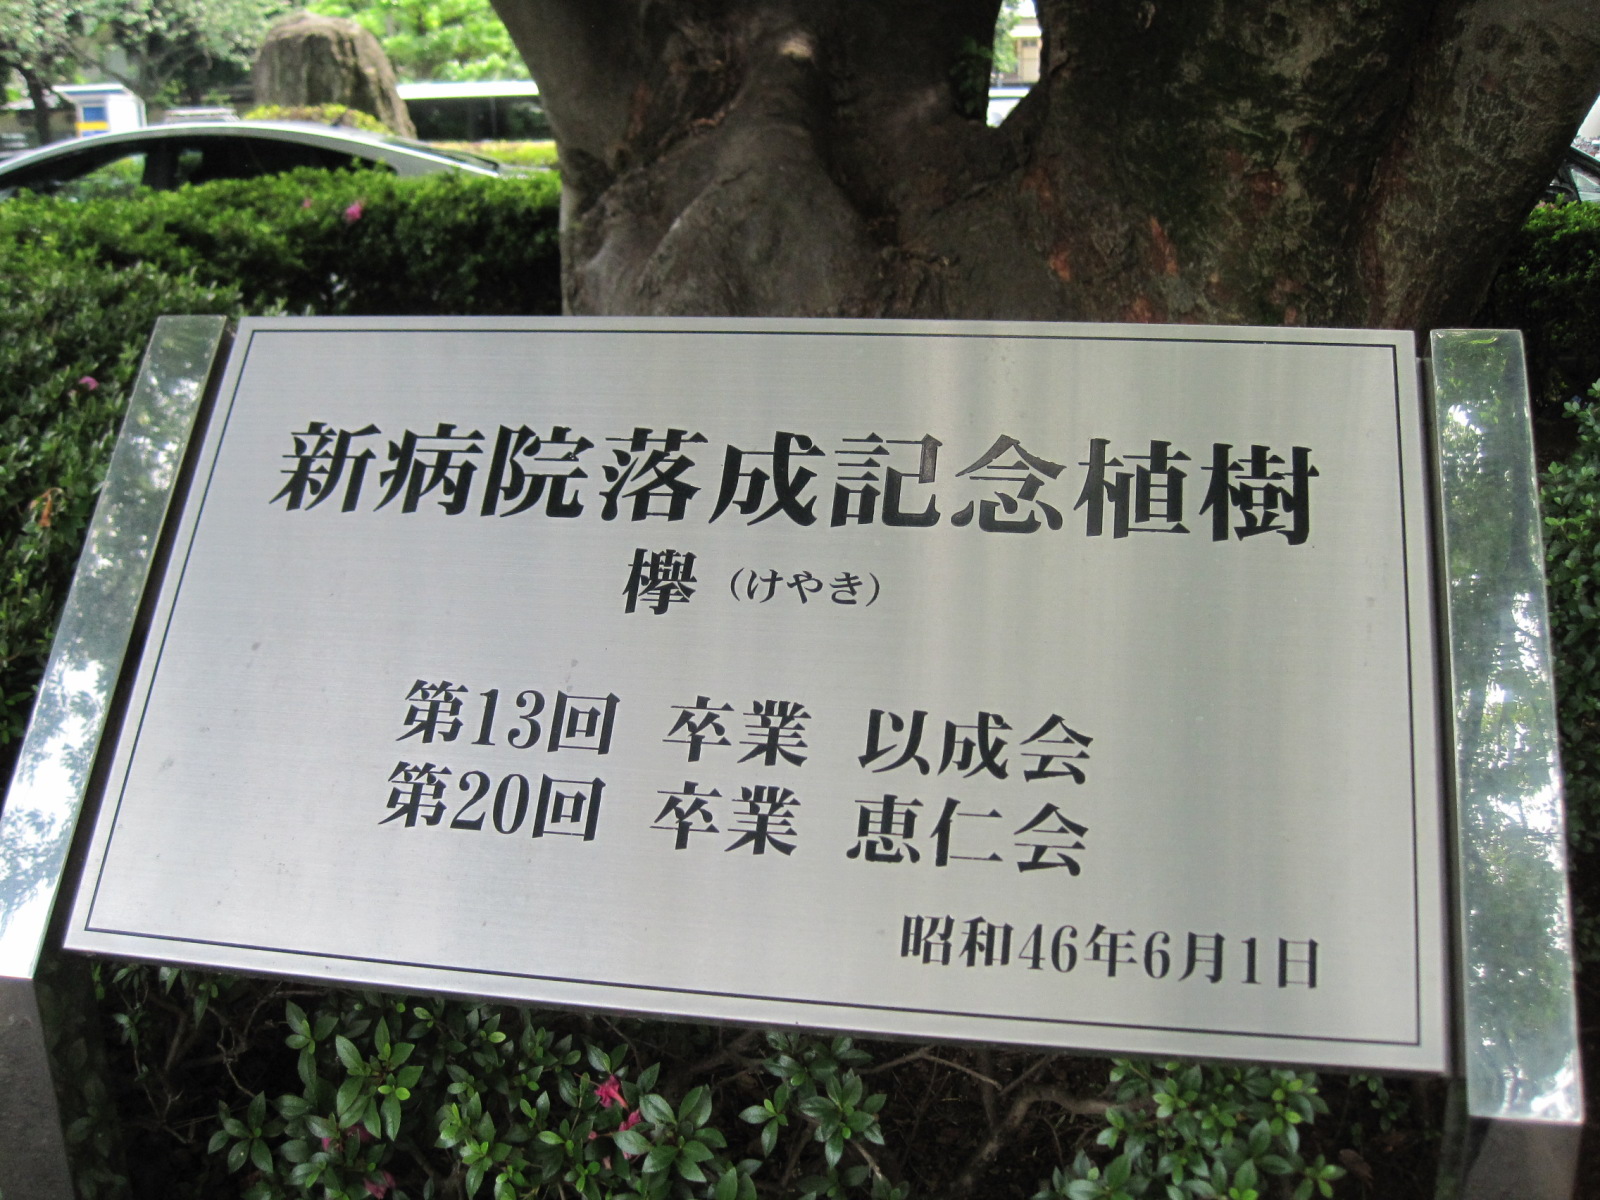 新病院落成記念植樹
欅（けやき）
第13回 卒業 以成会
第20回 卒業 恵仁会
昭和46年6月1日